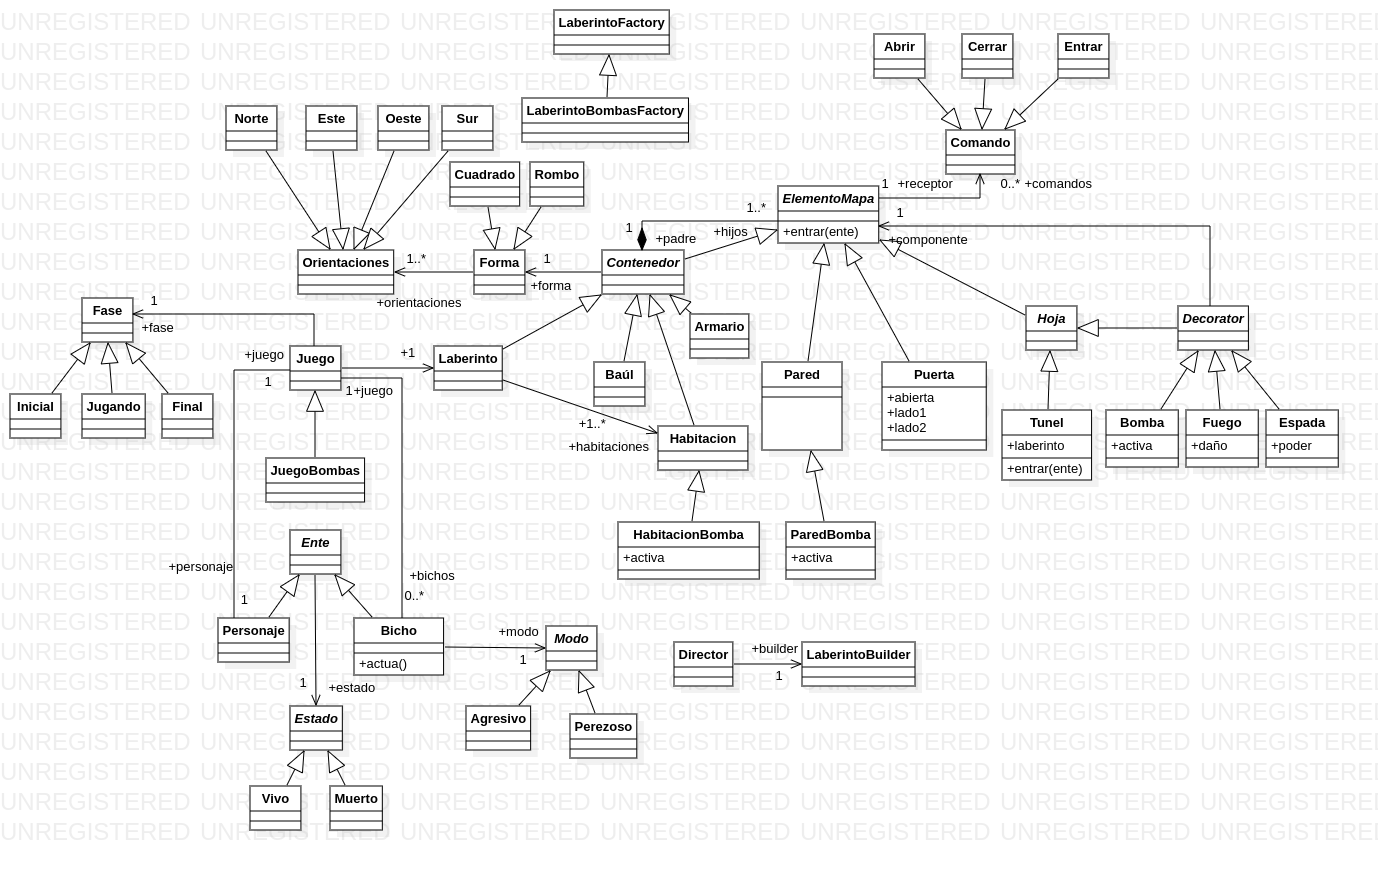 LaberintoFactory
Abrir
Cerrar
Entrar
LaberintoBombasFactory
Norte
Este
Oeste
Sur
Comando
Cuadrado
Rombo
1 +receptor
0..* +comandos
ElementoMapa
+entrar(ente)
1..*
1
+padre
+hijos
1
+componente
Orientaciones
1..*
+orientaciones
Forma
1
+forma
Contenedor
Fase
1
+fase
Hoja
Decorator
Armario
+juego
1
Juego
+1
Laberinto
1
+juego
Baúl
Pared
Puerta
+abierta
+lado1
+lado2
Inicial
Jugando
Final
+1..*
+habitaciones
Habitacion
Tunel
+laberinto
+entrar(ente)
Bomba
+activa
Fuego
+daño
Espada
+poder
JuegoBombas
HabitacionBomba
+activa
ParedBomba
+activa
Ente
+personaje
1
+bichos
0..*
Personaje
Bicho
+actua()
+modo
1
Modo
Director
+builder
1
LaberintoBuilder
1
+estado
Estado
Agresivo
Perezoso
Vivo
Muerto
UNREGISTERED UNREGISTERED UNREGISTERED UNREGISTERED UNREGISTERED UNREGISTERED